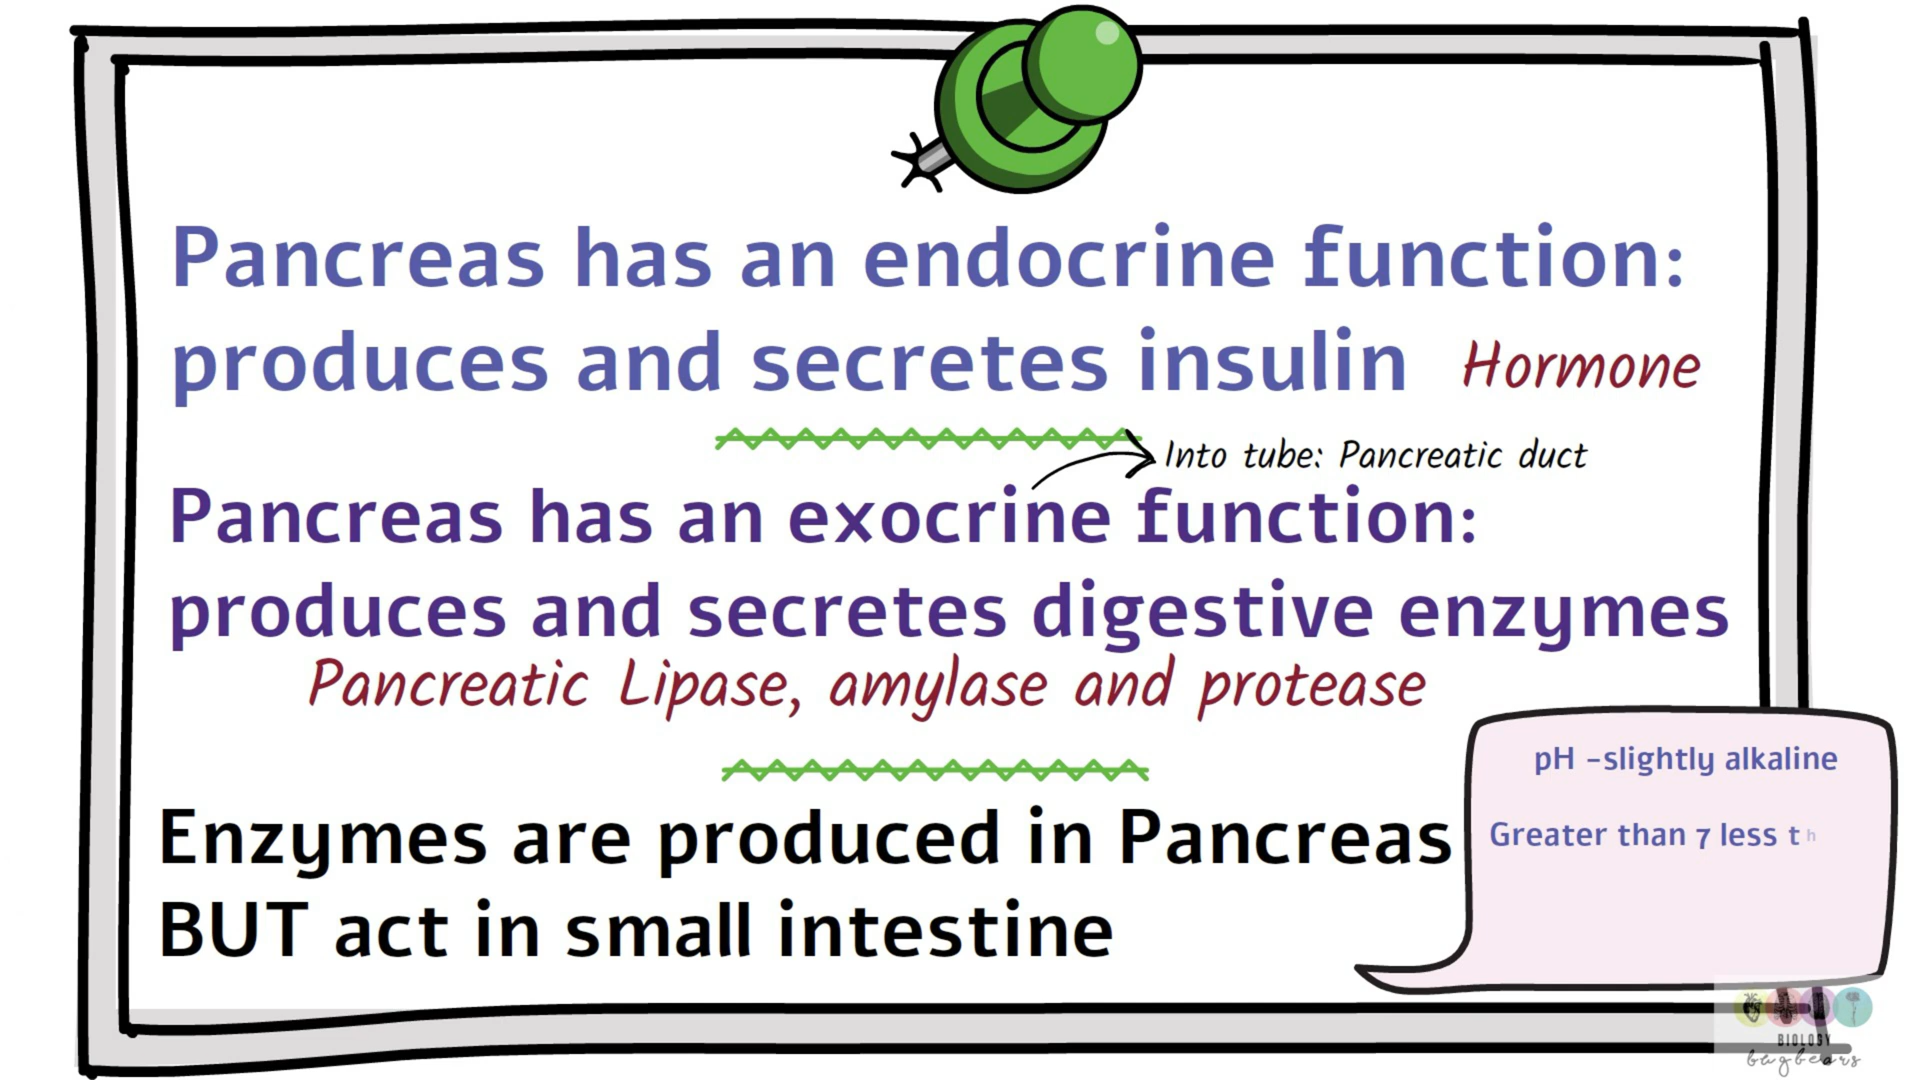 Pancreas has an endocrine function:
produces and secretes insulin Hormone
Into tube: Pancreatic duct
Pancreas has an exocrine function:
produces and secretes digestive enzymes
Pancreatic Lipase, amylase and protease
pH -slightly alkaline
Greater than 7 less th
Enzymes are produced in Pancreas
BUT act in small intestine
BIOLOGY
bugbears